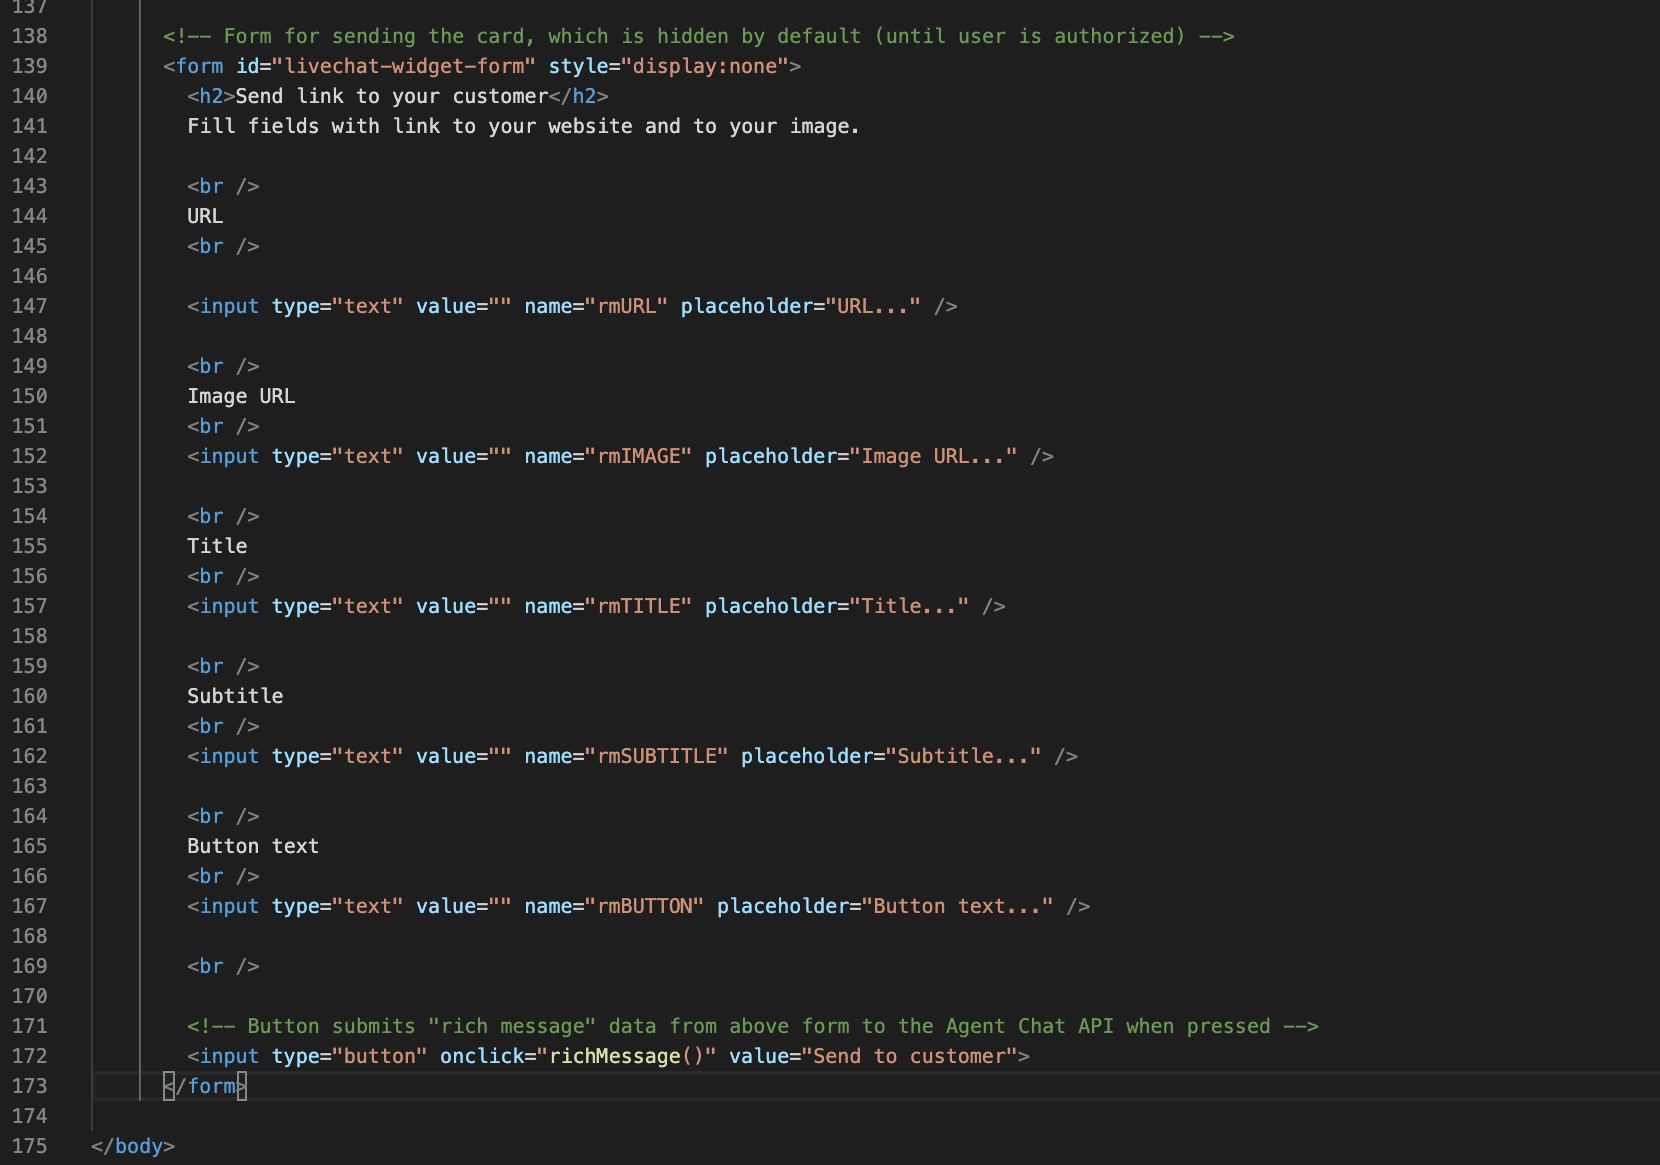 137
138 <!-- Form for sending the card, which is hidden by default (until user is authorized) -->
139 <form id="livechat-widget-form" style="display:none">
140 <h2>Send link to your customer</h2>
141 Fill fields with link to your website and to your image.
142
143 <br />
144 URL
145 <br />
146
147 <input type="text" value="" name="rmURL" placeholder="URL..." />
148
149 <br />
150 Image URL
151 <br />
152 <input type="text" value="" name="rmIMAGE" placeholder="Image URL..." />
153
154 <br />
155 Title
156 <br />
157 <input type="text" value="" name="rmTITLE" placeholder="Title..." />
158
159 <br />
160 Subtitle
161 <br />
162 <input type="text" value="" name="rmSUBTITLE" placeholder="Subtitle..." />
163
164 <br />
165 Button text
166 <br />
167 <input type="text" value="" name="rmBUTTON" placeholder="Button text..." />
168
169 <br />
170
171 <!-- Button submits "rich message" data from above form to the Agent Chat API when pressed -->
172 <input type="button" onclick="richMessage()" value="Send to customer">
173 </form>
174
175 </body>